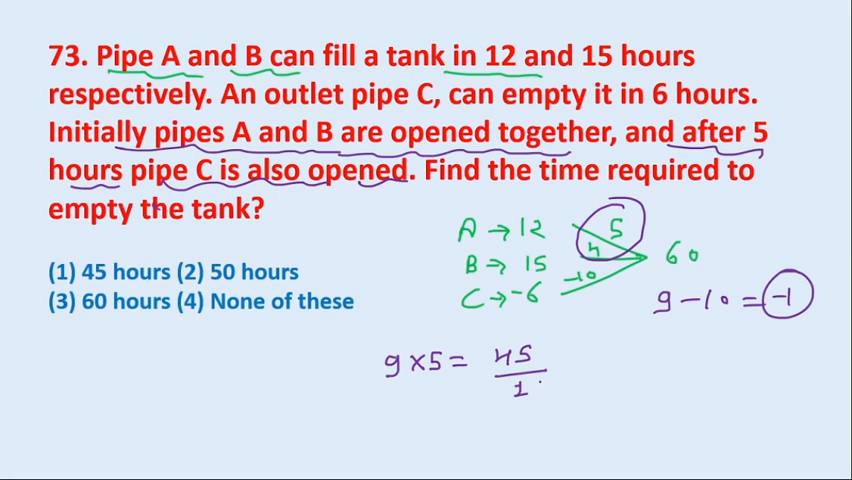 73. Pipe A and B can fill a tank in 12 and 15 hours
respectively. An outlet pipe C, can empty it in 6 hours.
Initially pipes A and B are opened together, and after 5
hours pipe C is also opened. Find the time required to
empty the tank?
(1) 45 hours (2) 50 hours
(3) 60 hours (4) None of these
A → 12 5
4 60
B → 15
-10
C → -6
9 - 10 = -1
9 × 5 = 45
1